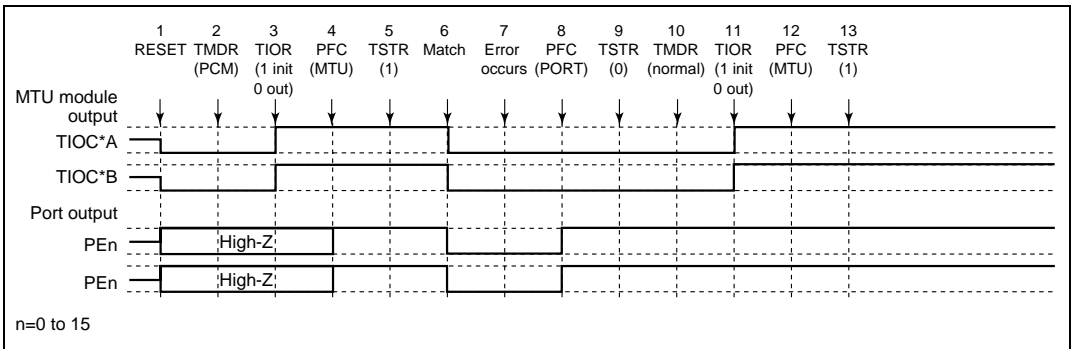 1 2 3 4 5 6 7 8 9 10 11 12 13
RESET TMDR TIOR PFC TSTR Match Error PFC TSTR TMDR TIOR PFC TSTR
(PCM) (1 init (MTU) (1) occurs (PORT) (0) (normal) (1 init (MTU) (1)
0 out) 0 out)
MTU module
output
TIOC*A
TIOC*B
Port output
PEn High-Z
PEn High-Z
n=0 to 15